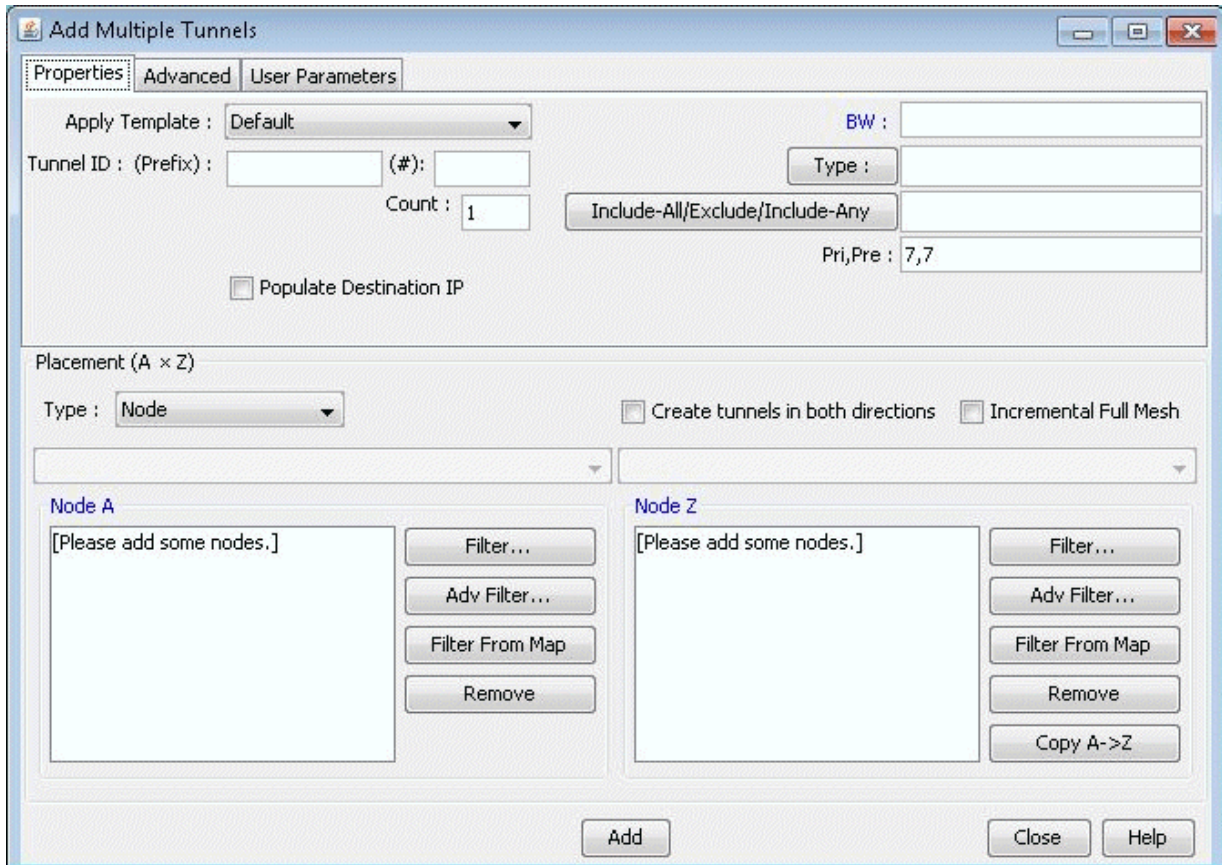 Add Multiple Tunnels
Properties Advanced User Parameters
Apply Template : Default BW :
Tunnel ID : (Prefix) : (#): Type :
Count : 1 Include-All/Exclude/Include-Any
Pri,Pre : 7,7
Populate Destination IP
Placement (A × Z)
Type : Node Create tunnels in both directions Incremental Full Mesh
Node A Node Z
[Please add some nodes.] Filter... [Please add some nodes.] Filter...
Adv Filter... Adv Filter...
Filter From Map Filter From Map
Remove Remove
Copy A->Z
Add Close Help